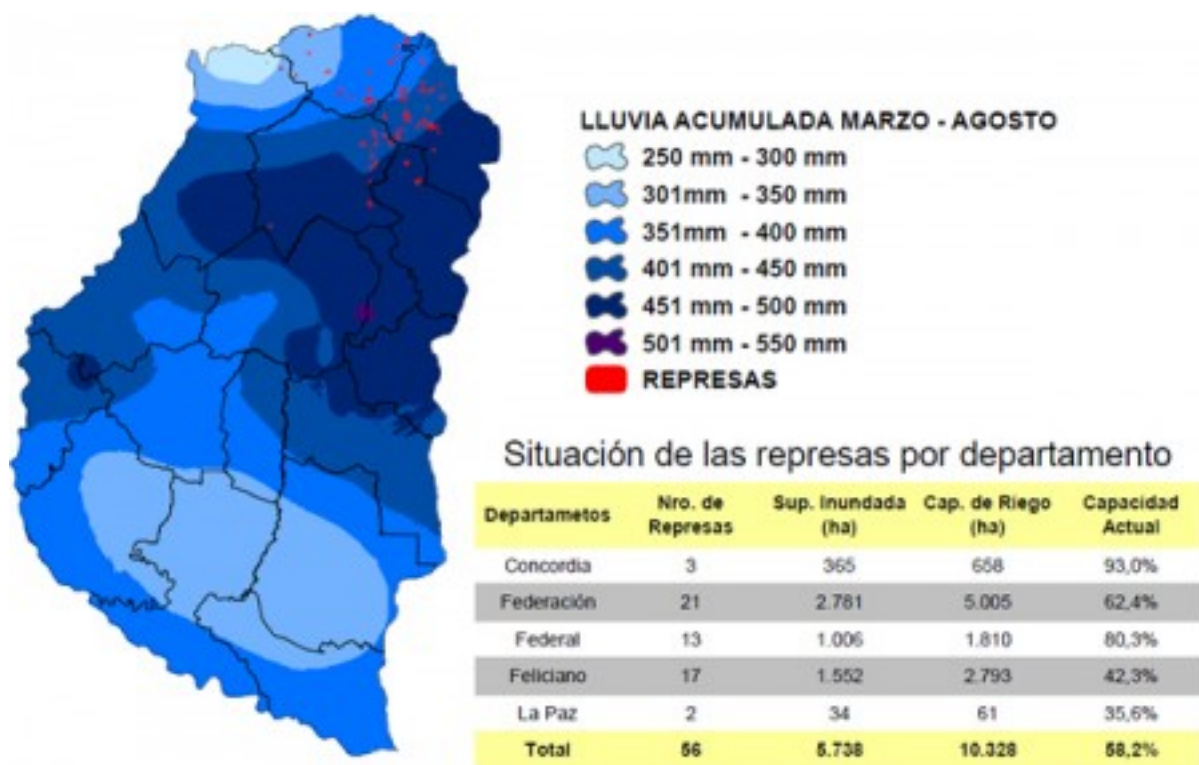 LLUVIA ACUMULADA MARZO - AGOSTO
250 mm - 300 mm
301mm - 350 mm
351mm - 400 mm
401 mm - 450 mm
451 mm - 500 mm
501 mm - 550 mm
REPRESAS
Situación de las represas por departamento
Departametos Nro. de Represas Sup. Inundada (ha) Cap. de Riego (ha) Capacidad Actual
Concordia 3 365 658 93,0%
Federación 21 2.781 5.005 62,4%
Federal 13 1.006 1.810 80,3%
Feliciano 17 1.552 2.793 42,3%
La Paz 2 34 61 35,6%
Total 56 5.738 10.328 58,2%